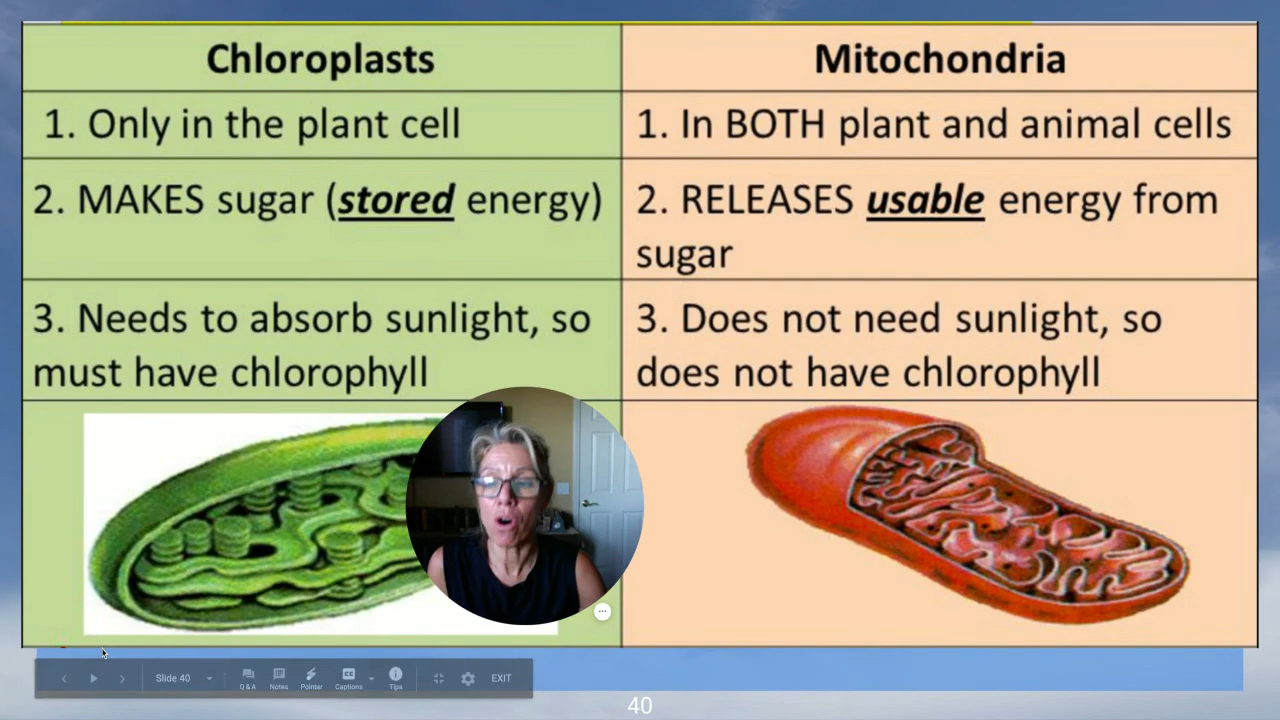 Chloroplasts
Mitochondria
1. Only in the plant cell
1. In BOTH plant and animal cells
2. MAKES sugar (stored energy)
2. RELEASES usable energy from
sugar
3. Needs to absorb sunlight, so
must have chlorophyll
3. Does not need sunlight, so
does not have chlorophyll
Slide 40
Q & A
Notes
Pointer
CC
Captions
Tips
EXIT
40